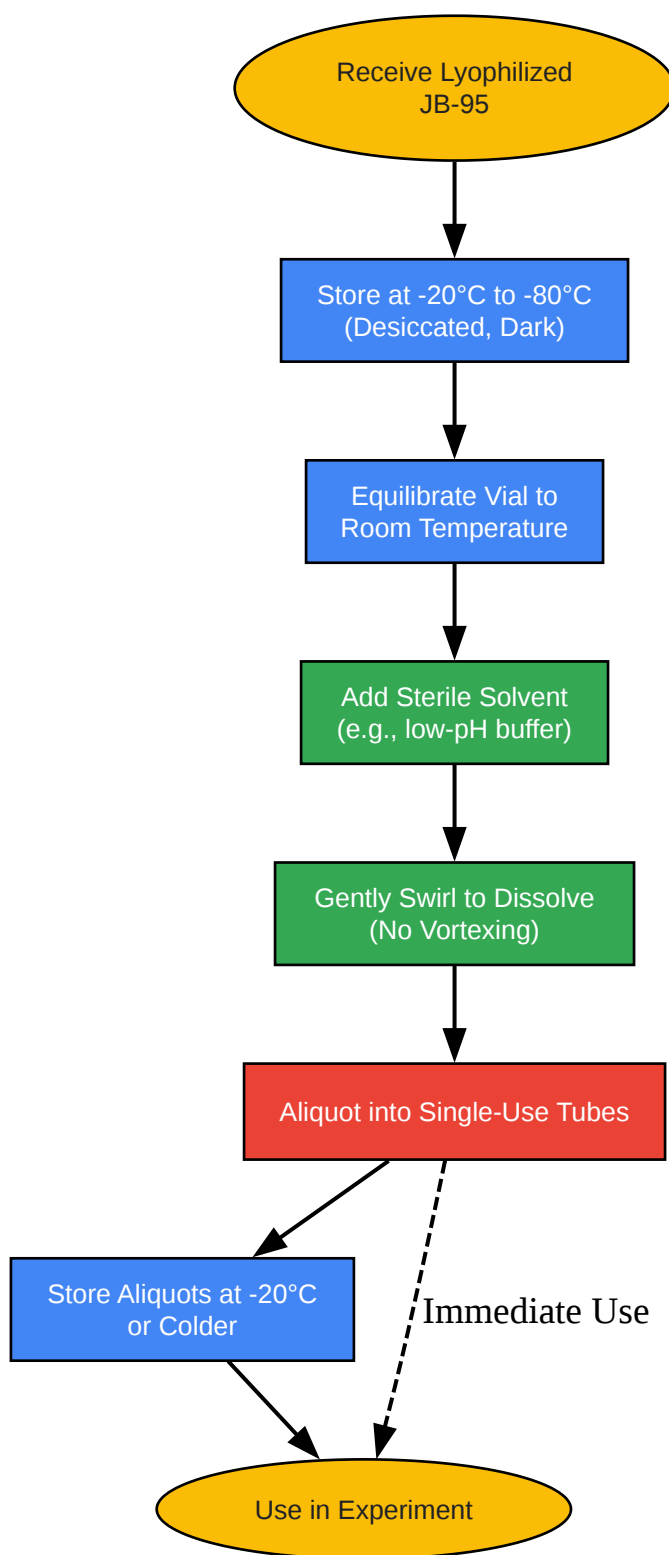 Receive Lyophilized
JB-95
Store at -20°C to -80°C
(Desiccated, Dark)
Equilibrate Vial to
Room Temperature
Add Sterile Solvent
(e.g., low-pH buffer)
Gently Swirl to Dissolve
(No Vortexing)
Aliquot into Single-Use Tubes
Store Aliquots at -20°C
or Colder
Immediate Use
Use in Experiment